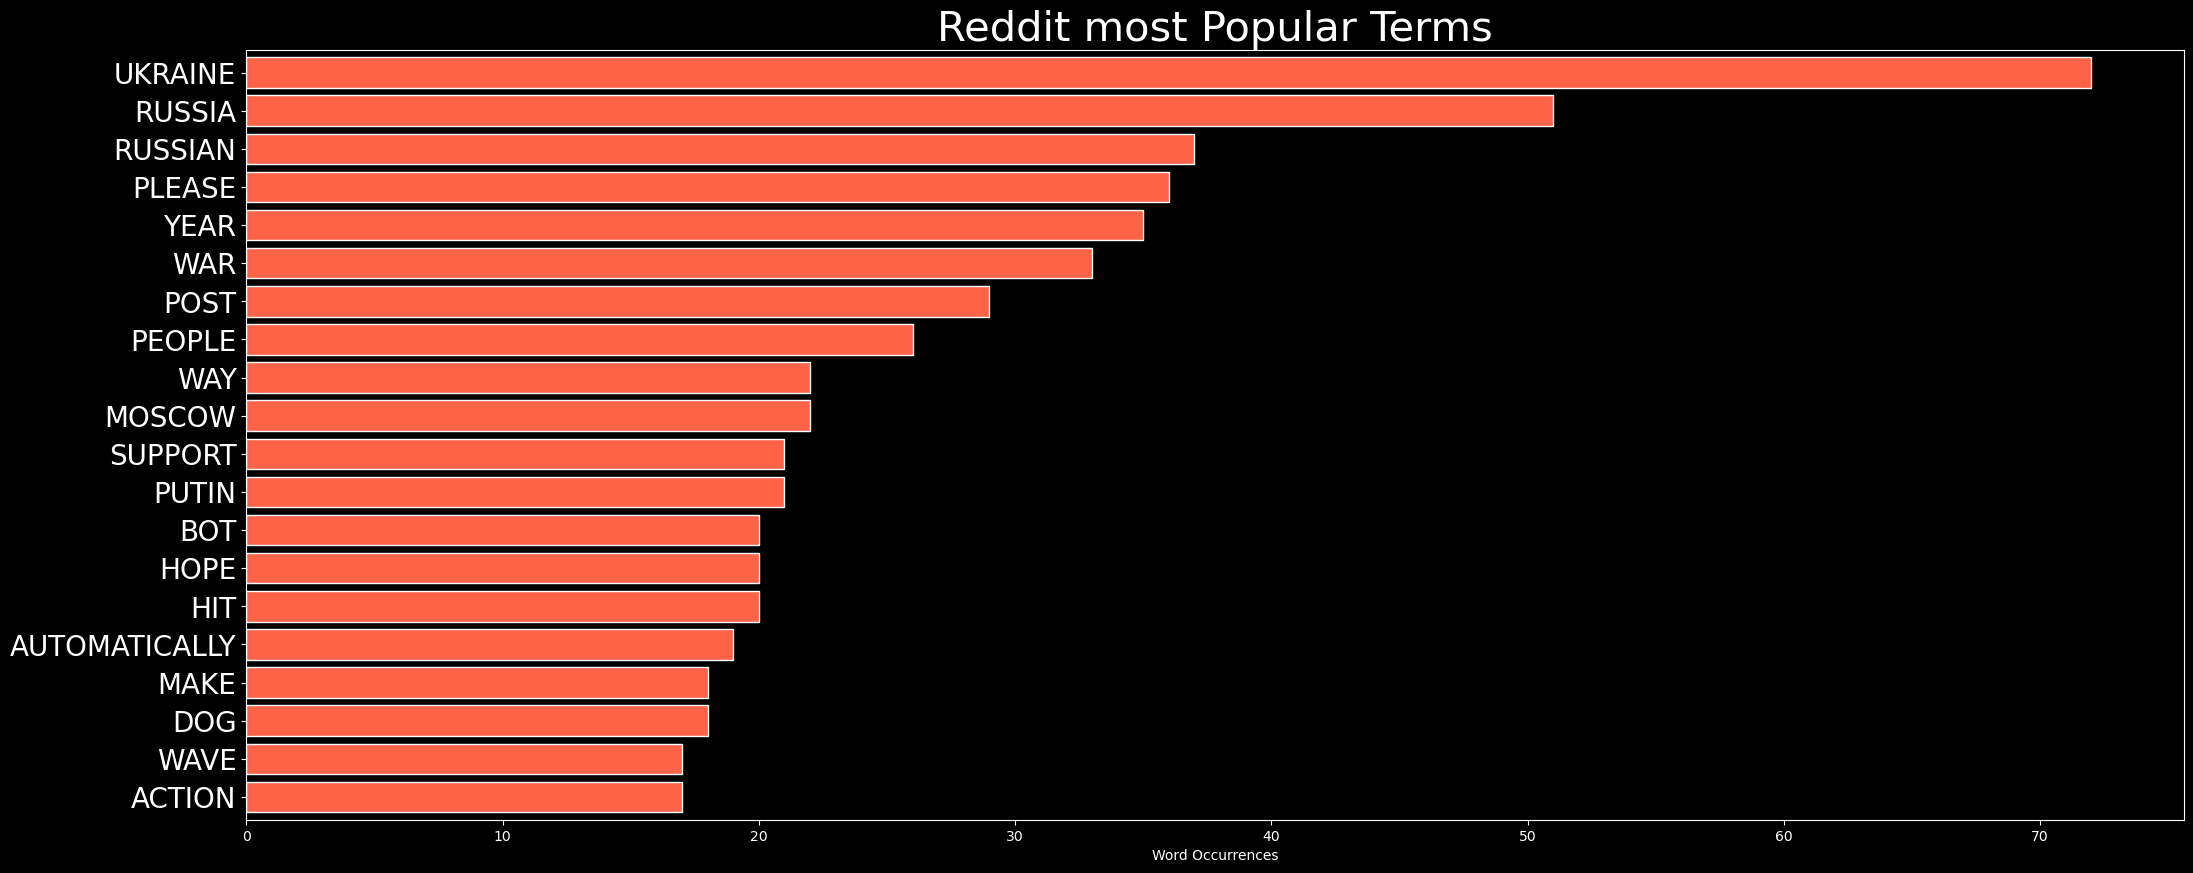 Reddit most Popular Terms
UKRAINE
RUSSIA
RUSSIAN
PLEASE
YEAR
WAR
POST
PEOPLE
WAY
MOSCOW
SUPPORT
PUTIN
BOT
HOPE
HIT
AUTOMATICALLY
MAKE
DOG
WAVE
ACTION
0 10 20 30 40 50 60 70
Word Occurrences